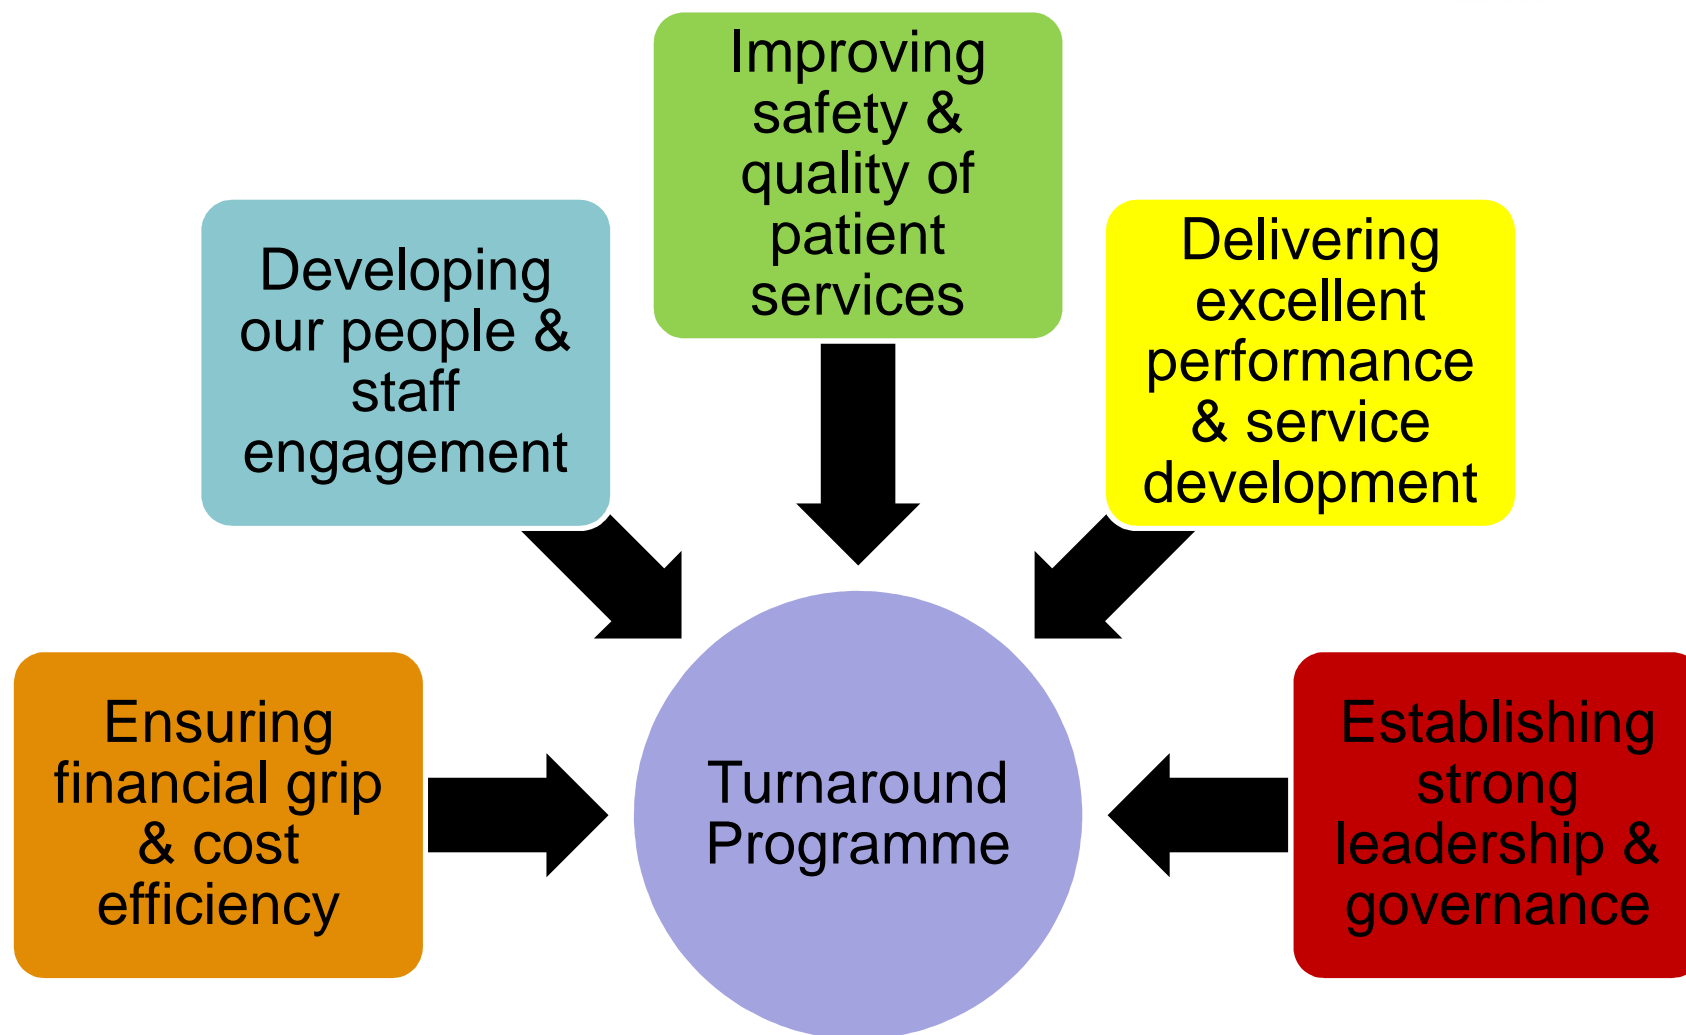 Improving
safety &
quality of
patient
services
Developing
our people &
staff
engagement
Delivering
excellent
performance
& service
development
Ensuring
financial grip
& cost
efficiency
Turnaround
Programme
Establishing
strong
leadership &
governance